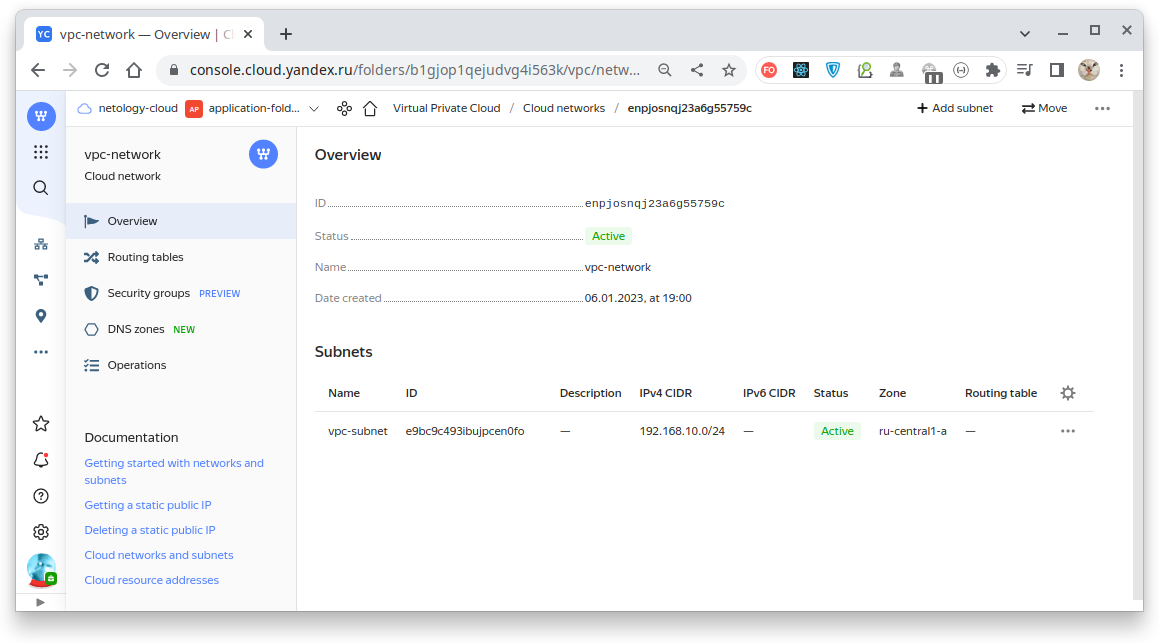 YC vpc-network — Overview | C
console.cloud.yandex.ru/folders/b1gjop1qejudvg4i563k/vpc/netw...
FO
netology-cloud AP application-fold... Virtual Private Cloud / Cloud networks / enpjosnqj23a6g55759c + Add subnet Move
vpc-network
Cloud network
Overview
Routing tables
Security groups PREVIEW
DNS zones NEW
Operations
Documentation
Getting started with networks and
subnets
Getting a static public IP
Deleting a static public IP
Cloud networks and subnets
Cloud resource addresses
Overview
ID enpjosnqj23a6g55759c
Status Active
Name vpc-network
Date created 06.01.2023, at 19:00
Subnets
Name ID Description IPv4 CIDR IPv6 CIDR Status Zone Routing table
vpc-subnet e9bc9c493ibujpcen0fo — 192.168.10.0/24 — Active ru-central1-a —